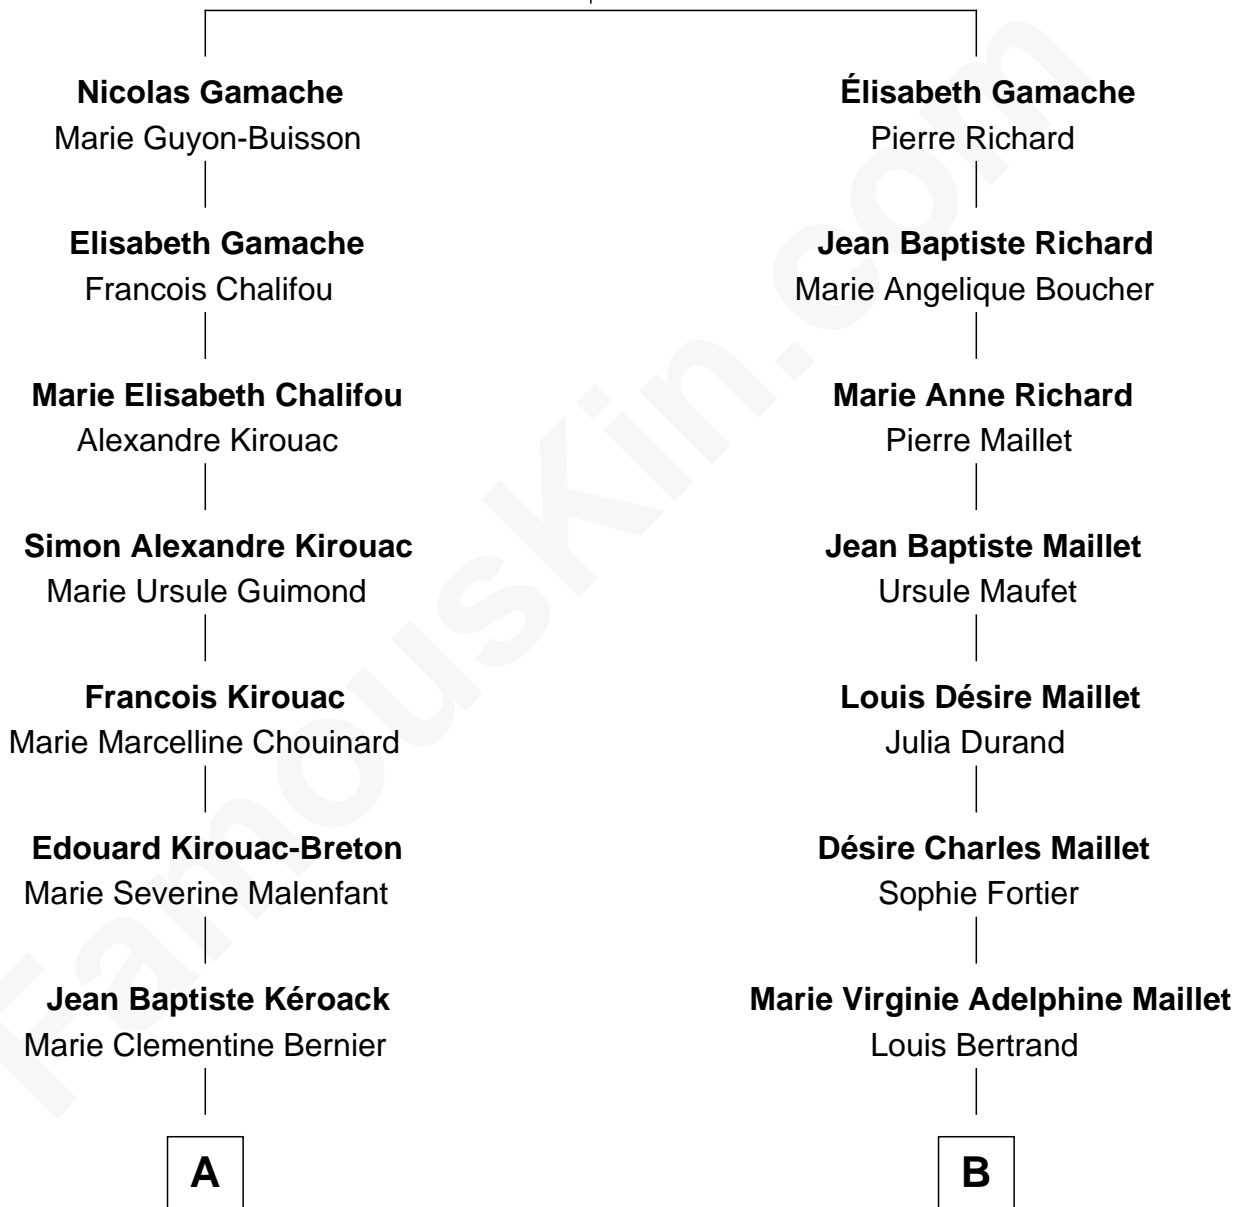 Nicolas Gamache
Marie Guyon-Buisson
Elisabeth Gamache
Francois Chalifou
Marie Elisabeth Chalifou
Alexandre Kirouac
Simon Alexandre Kirouac
Marie Ursule Guimond
Francois Kirouac
Marie Marcelline Chouinard
Edouard Kirouac-Breton
Marie Severine Malenfant
Jean Baptiste Kéroack
Marie Clementine Bernier
A
Élisabeth Gamache
Pierre Richard
Jean Baptiste Richard
Marie Angelique Boucher
Marie Anne Richard
Pierre Maillet
Jean Baptiste Maillet
Ursule Maufet
Louis Désire Maillet
Julia Durand
Désire Charles Maillet
Sophie Fortier
Marie Virginie Adelphine Maillet
Louis Bertrand
B
FamousKin.com